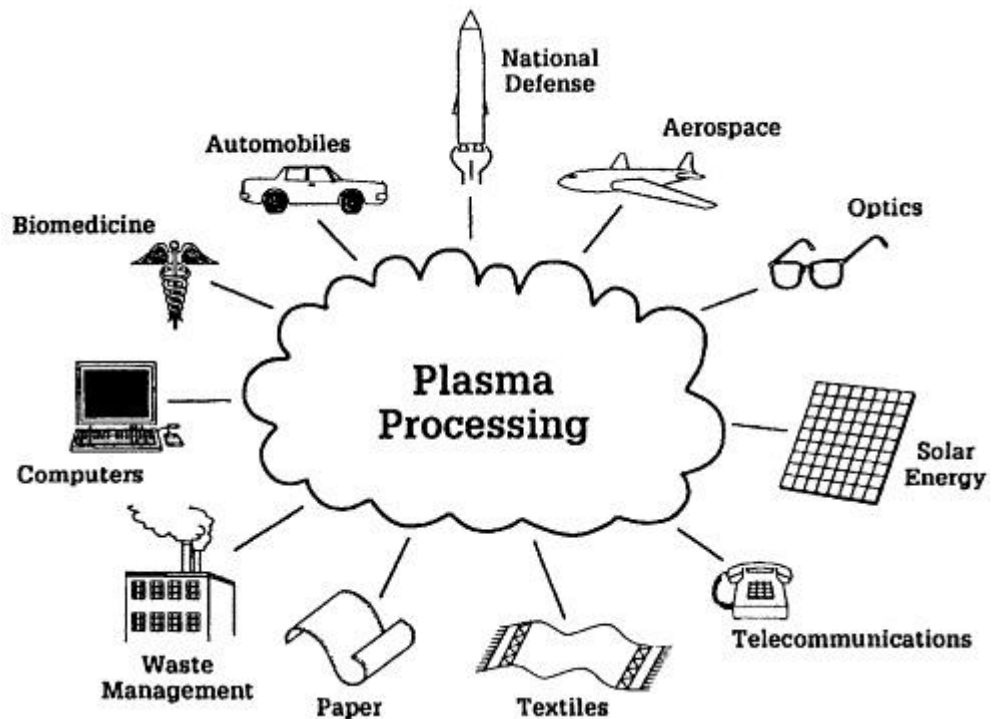 National
Defense
Automobiles
Aerospace
Biomedicine
Optics
Plasma
Processing
Computers
Solar
Energy
Waste
Management
Paper
Textiles
Telecommunications